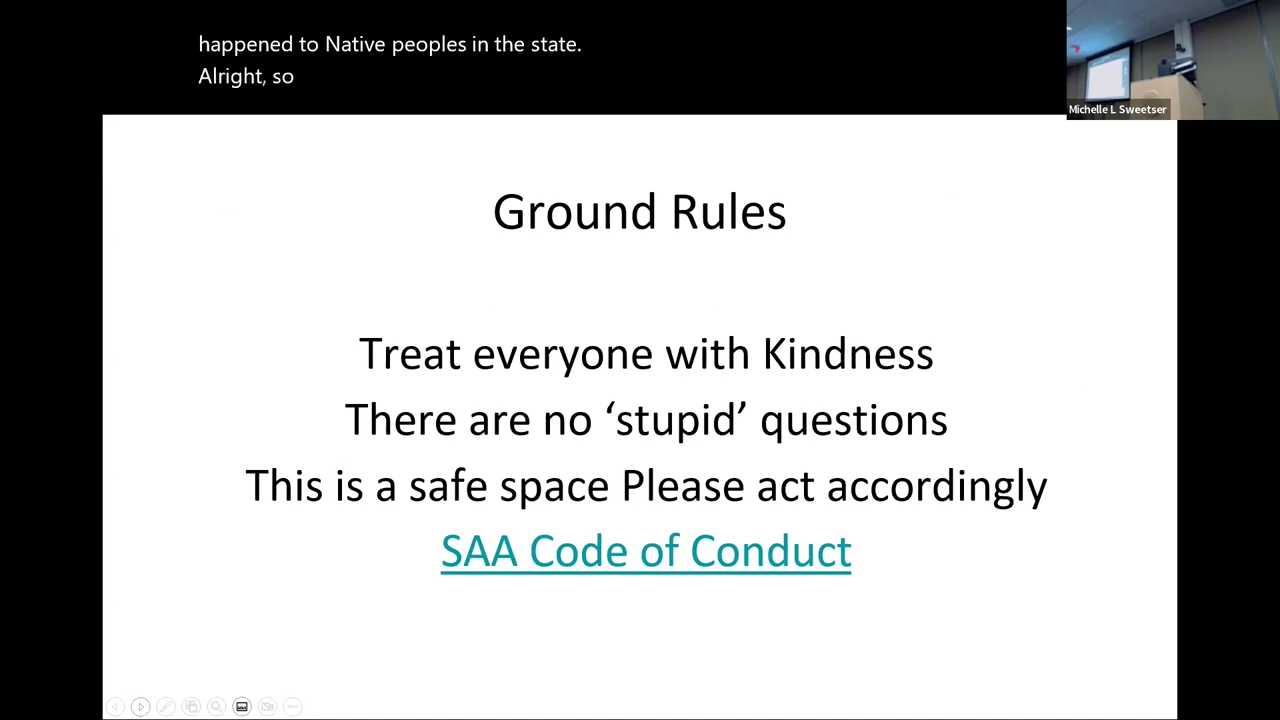 happened to Native peoples in the state.
Alright, so
Michelle L Sweetser
Ground Rules
Treat everyone with Kindness
There are no ‘stupid’ questions
This is a safe space Please act accordingly
SAA Code of Conduct